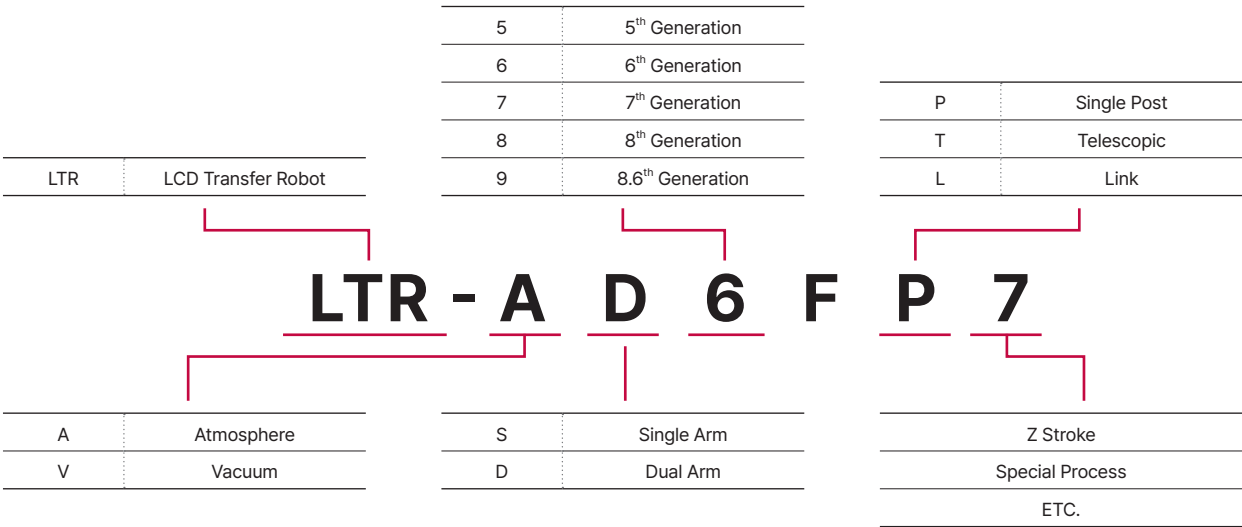 5 5th Generation
6 6th Generation
7 7th Generation
8 8th Generation
9 8.6th Generation
P Single Post
T Telescopic
L Link
LTR LCD Transfer Robot
LTR - A D 6 F P 7
A Atmosphere
V Vacuum
S Single Arm
D Dual Arm
Z Stroke
Special Process
ETC.